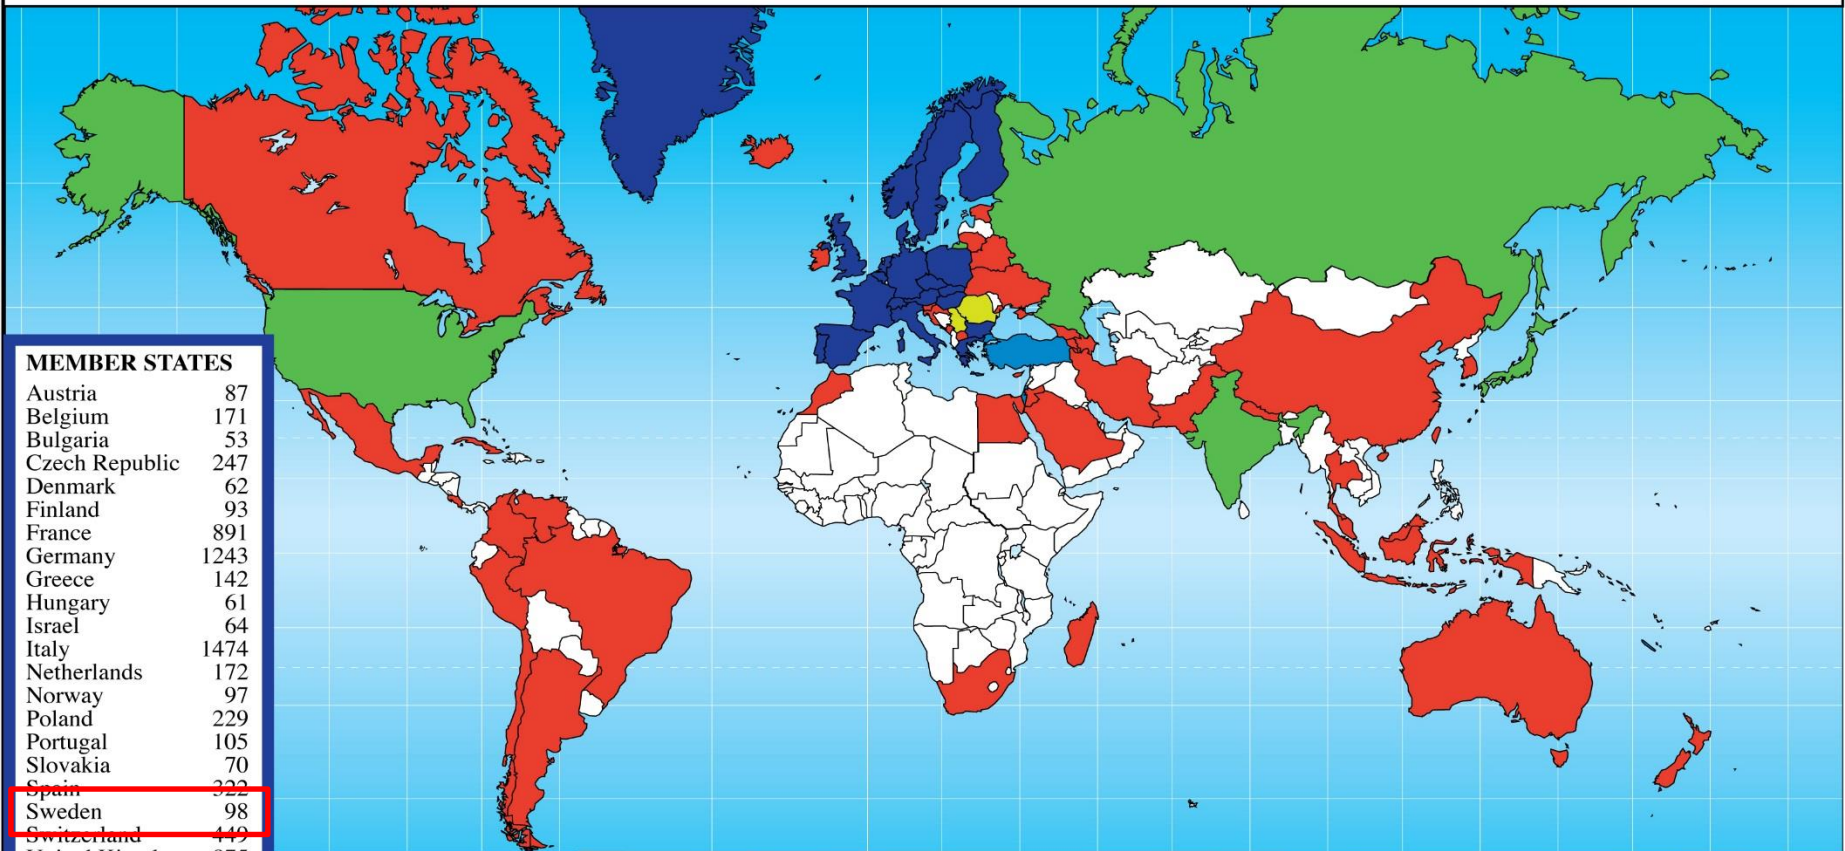 MEMBER STATES
Austria 87
Belgium 171
Bulgaria 53
Czech Republic 247
Denmark 62
Finland 93
France 891
Germany 1243
Greece 142
Hungary 61
Israel 64
Italy 1474
Netherlands 172
Norway 97
Poland 229
Portugal 105
Slovakia 70
Spain 322
Sweden 98
Switzerland 449